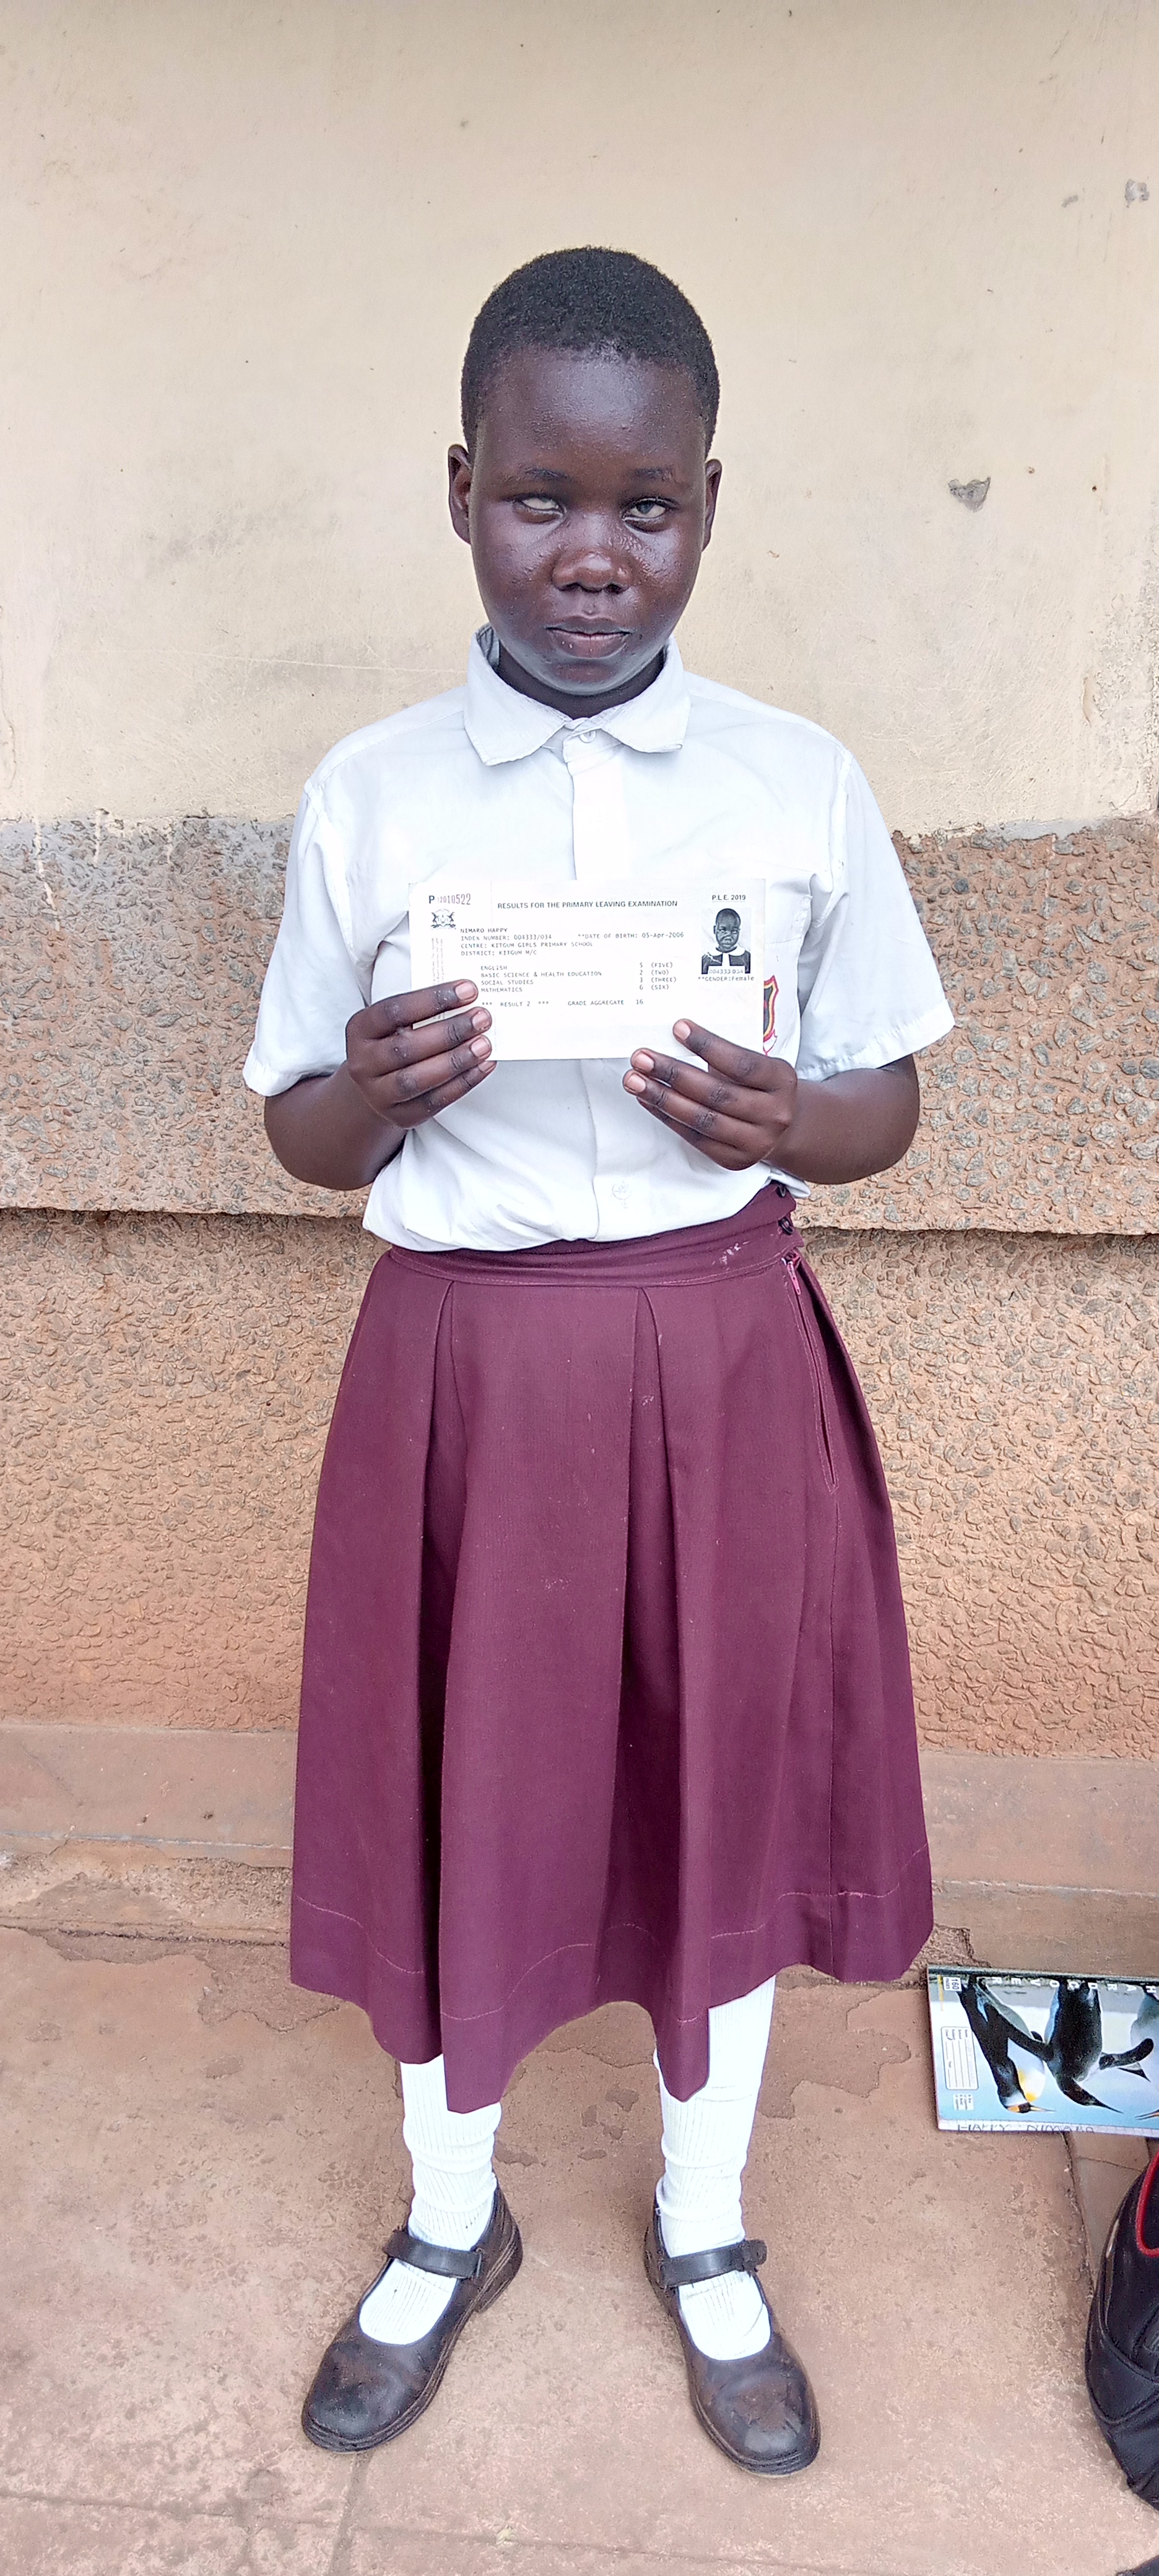 P 2010522
RESULTS FOR THE PRIMARY LEAVING EXAMINATION
P.L.E. 2019
NIMARO HAPPY
INDEX NUMBER: 004333/034 **DATE OF BIRTH: 05-Apr-2006
CENTRE: KITGUM GIRLS PRIMARY SCHOOL
DISTRICT: KITGUM M/C
ENGLISH 5 (FIVE)
BASIC SCIENCE & HEALTH EDUCATION 2 (TWO)
SOCIAL STUDIES 3 (THREE)
MATHEMATICS 6 (SIX)
*** RESULT 2 *** GRADE AGGREGATE 16
004333/034
**GENDER:Female
HAPPY